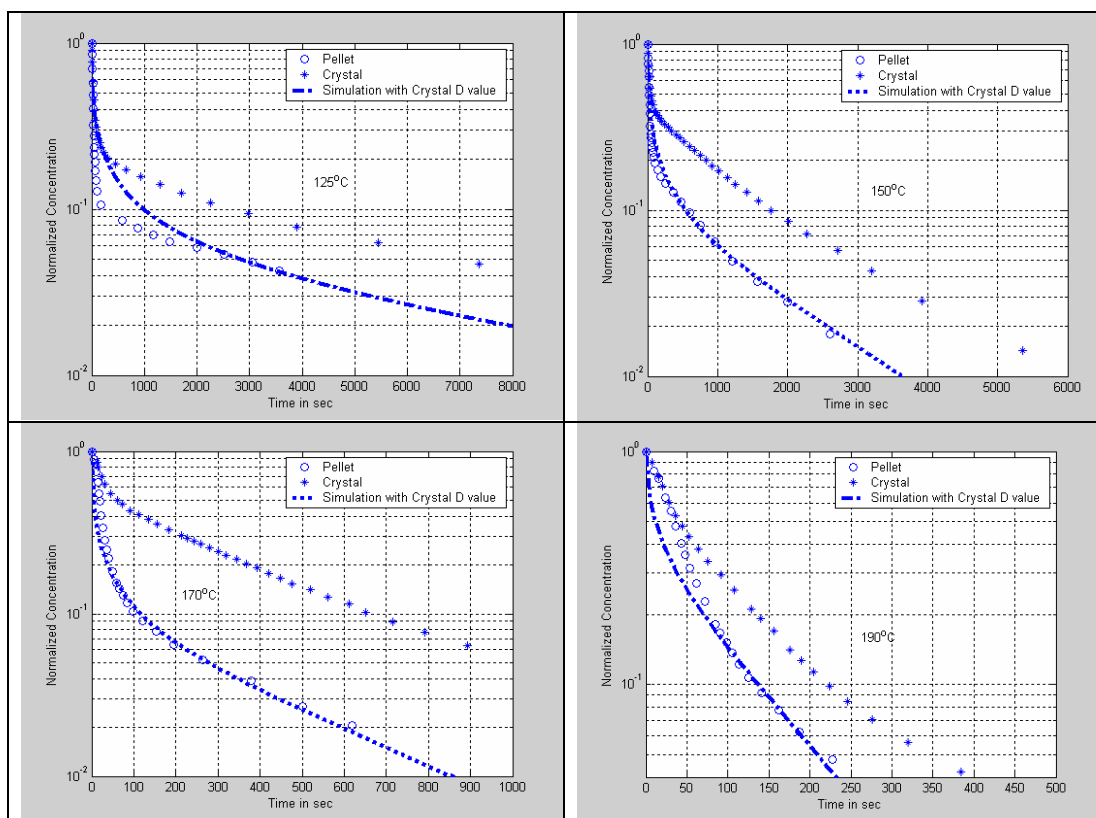 10⁰
10⁻¹
10⁻²
Normalized Concentration
Pellet
Crystal
Simulation with Crystal D value
125°C
0 1000 2000 3000 4000 5000 6000 7000 8000
Time in sec
10⁰
10⁻¹
10⁻²
Normalized Concentration
Pellet
Crystal
Simulation with Crystal D value
150°C
0 1000 2000 3000 4000 5000 6000
Time in sec
10⁰
10⁻¹
10⁻²
Normalized Concentration
Pellet
Crystal
Simulation with Crystal D value
170°C
0 100 200 300 400 500 600 700 800 900 1000
Time in sec
10⁰
10⁻¹
Normalized Concentration
Pellet
Crystal
Simulation with Crystal D value
190°C
0 50 100 150 200 250 300 350 400 450 500
Time in sec